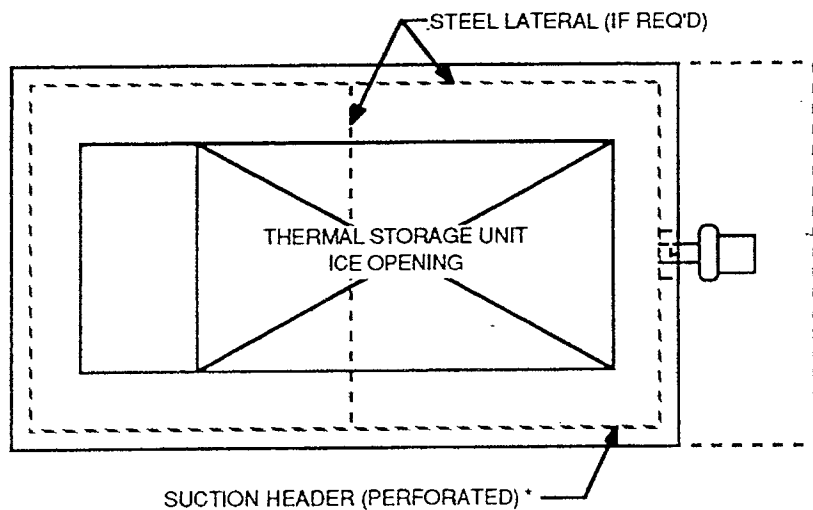 STEEL LATERAL (IF REQ'D)
THERMAL STORAGE UNIT
ICE OPENING
SUCTION HEADER (PERFORATED) *